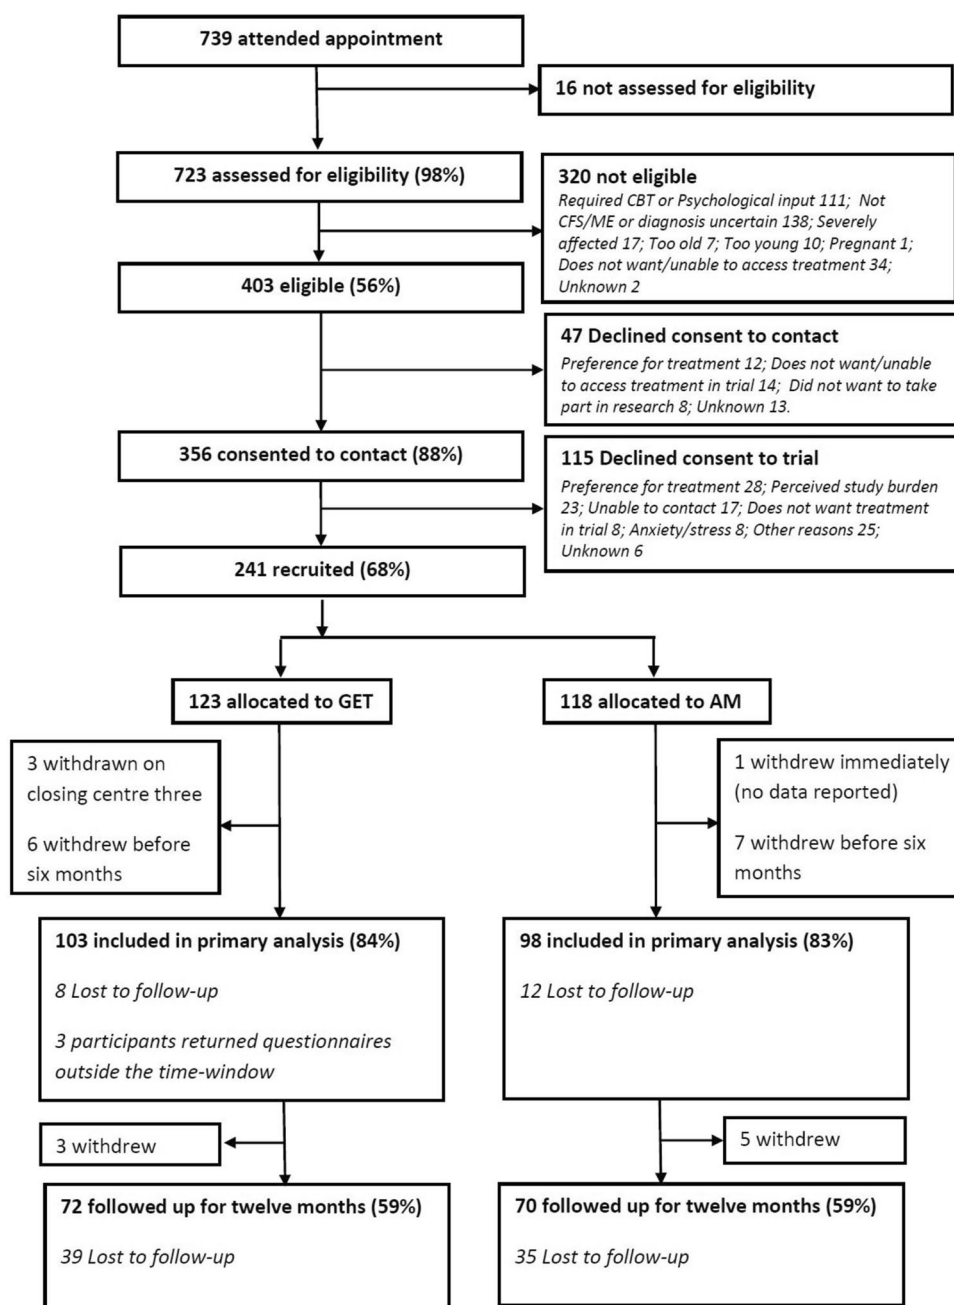 739 attended appointment
16 not assessed for eligibility
723 assessed for eligibility (98%)
320 not eligible
Required CBT or Psychological input 111; Not
CFS/ME or diagnosis uncertain 138; Severely
affected 17; Too old 7; Too young 10; Pregnant 1;
Does not want/unable to access treatment 34;
Unknown 2
403 eligible (56%)
47 Declined consent to contact
Preference for treatment 12; Does not want/unable
to access treatment in trial 14; Did not want to take
part in research 8; Unknown 13.
356 consented to contact (88%)
115 Declined consent to trial
Preference for treatment 28; Perceived study burden
23; Unable to contact 17; Does not want treatment
in trial 8; Anxiety/stress 8; Other reasons 25;
Unknown 6
241 recruited (68%)
123 allocated to GET
118 allocated to AM
3 withdrawn on
closing centre three
6 withdrew before
six months
1 withdrew immediately
(no data reported)
7 withdrew before six
months
103 included in primary analysis (84%)
8 Lost to follow-up
3 participants returned questionnaires
outside the time-window
98 included in primary analysis (83%)
12 Lost to follow-up
3 withdrew
5 withdrew
72 followed up for twelve months (59%)
39 Lost to follow-up
70 followed up for twelve months (59%)
35 Lost to follow-up